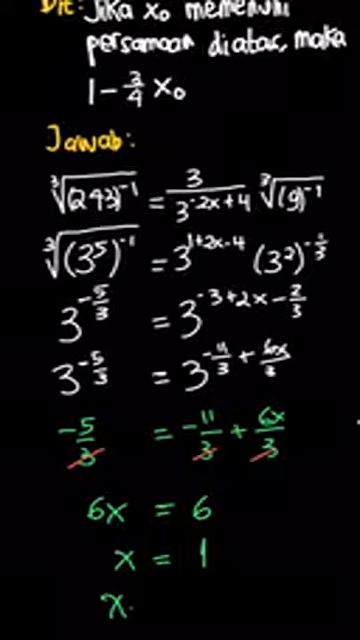 Dit: Jika x₀ memenuhi
persamaan diatas, maka
1 - 3/4 x₀
Jawab:
∛(243)⁻¹ = 3/3^(-2x+4) ∛(9)⁻¹
∛(3⁵)⁻¹ = 3^(1+2x-4) (3²)^(-1/3)
3^(-5/3) = 3^(-3+2x-2/3)
3^(-5/3) = 3^(-11/3 + 6x/3)
-5/3 = -11/3 + 6x/3
6x = 6
x = 1
x